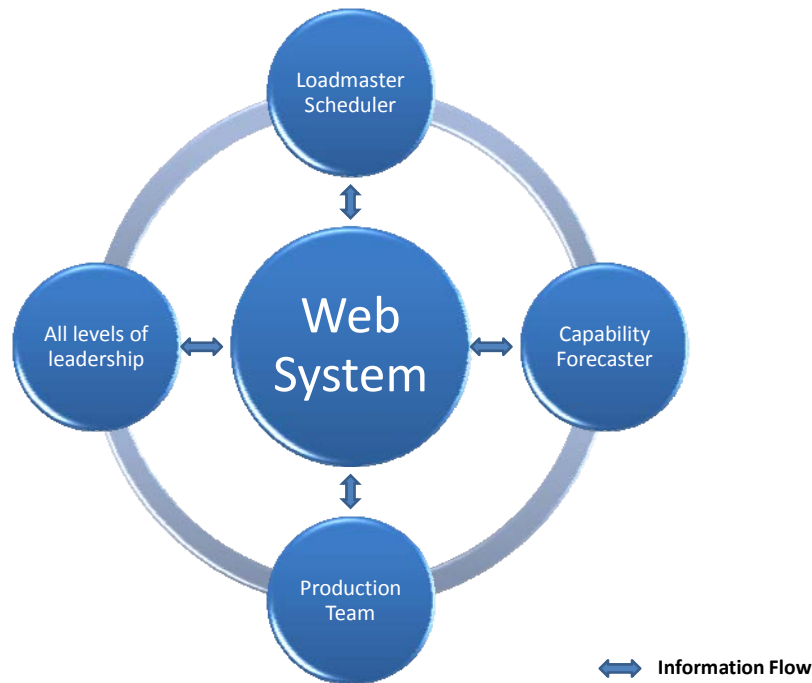 Loadmaster
Scheduler
All levels of
leadership
Web
System
Capability
Forecaster
Production
Team
Information Flow